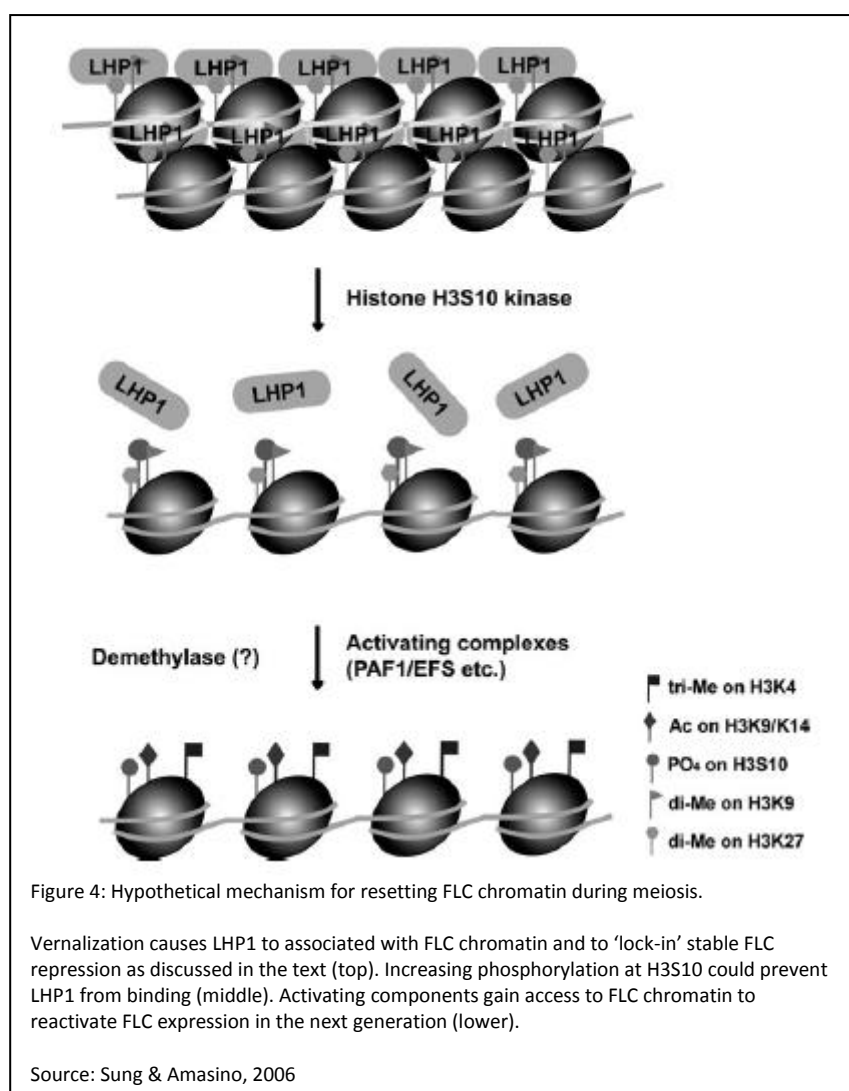 LHP1 LHP1 LHP1 LHP1 LHP1
LHP1 LHP1 LHP1 LHP1 LHP1
Histone H3S10 kinase
LHP1 LHP1 LHP1 LHP1
Demethylase (?)
Activating complexes
(PAF1/EFS etc.)
tri-Me on H3K4
Ac on H3K9/K14
PO₄ on H3S10
di-Me on H3K9
di-Me on H3K27
Figure 4: Hypothetical mechanism for resetting FLC chromatin during meiosis.
Vernalization causes LHP1 to associated with FLC chromatin and to ‘lock-in’ stable FLC
repression as discussed in the text (top). Increasing phosphorylation at H3S10 could prevent
LHP1 from binding (middle). Activating components gain access to FLC chromatin to
reactivate FLC expression in the next generation (lower).
Source: Sung & Amasino, 2006